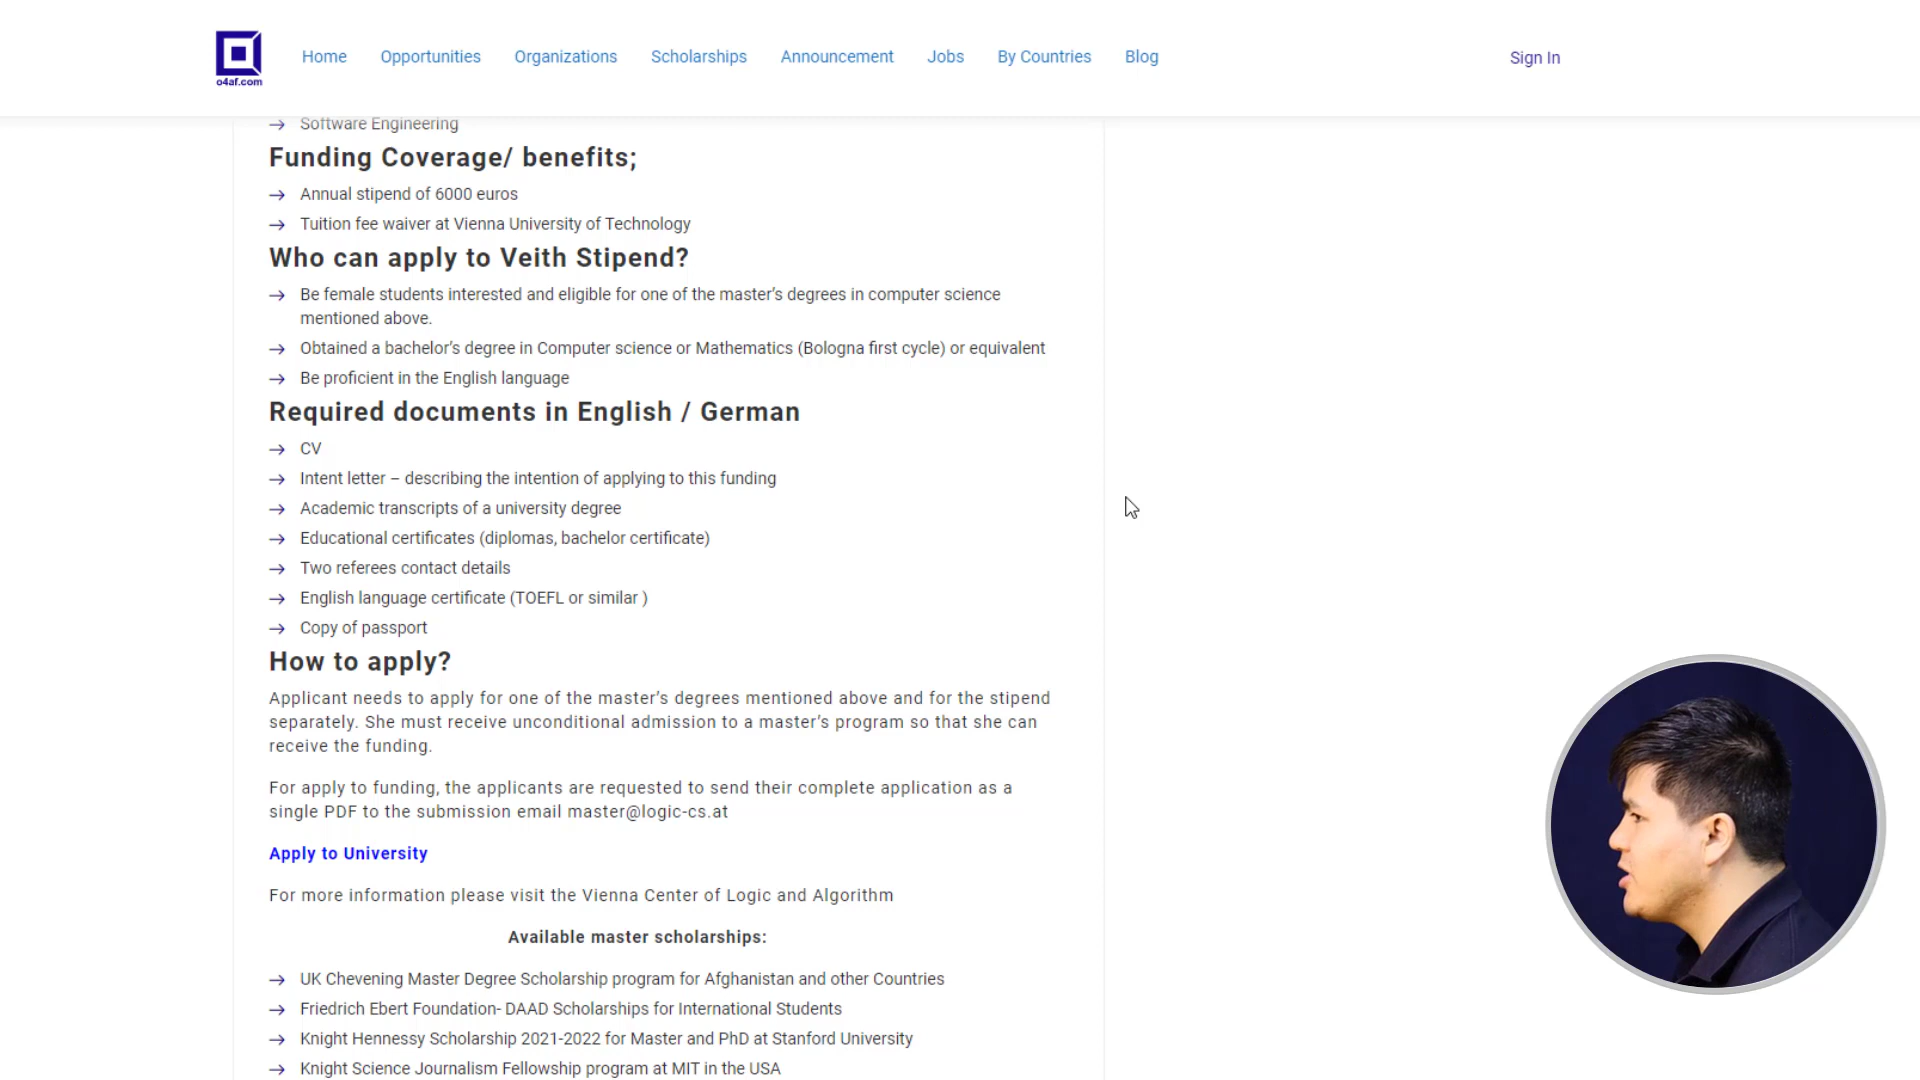 o4af.com
Home
Opportunities
Organizations
Scholarships
Announcement
Jobs
By Countries
Blog
Sign In
Software Engineering
Funding Coverage/ benefits;
Annual stipend of 6000 euros
Tuition fee waiver at Vienna University of Technology
Who can apply to Veith Stipend?
Be female students interested and eligible for one of the master’s degrees in computer science
mentioned above.
Obtained a bachelor’s degree in Computer science or Mathematics (Bologna first cycle) or equivalent
Be proficient in the English language
Required documents in English / German
CV
Intent letter – describing the intention of applying to this funding
Academic transcripts of a university degree
Educational certificates (diplomas, bachelor certificate)
Two referees contact details
English language certificate (TOEFL or similar )
Copy of passport
How to apply?
Applicant needs to apply for one of the master’s degrees mentioned above and for the stipend
separately. She must receive unconditional admission to a master’s program so that she can
receive the funding.
For apply to funding, the applicants are requested to send their complete application as a
single PDF to the submission email master@logic-cs.at
Apply to University
For more information please visit the Vienna Center of Logic and Algorithm
Available master scholarships:
UK Chevening Master Degree Scholarship program for Afghanistan and other Countries
Friedrich Ebert Foundation- DAAD Scholarships for International Students
Knight Hennessy Scholarship 2021-2022 for Master and PhD at Stanford University
Knight Science Journalism Fellowship program at MIT in the USA